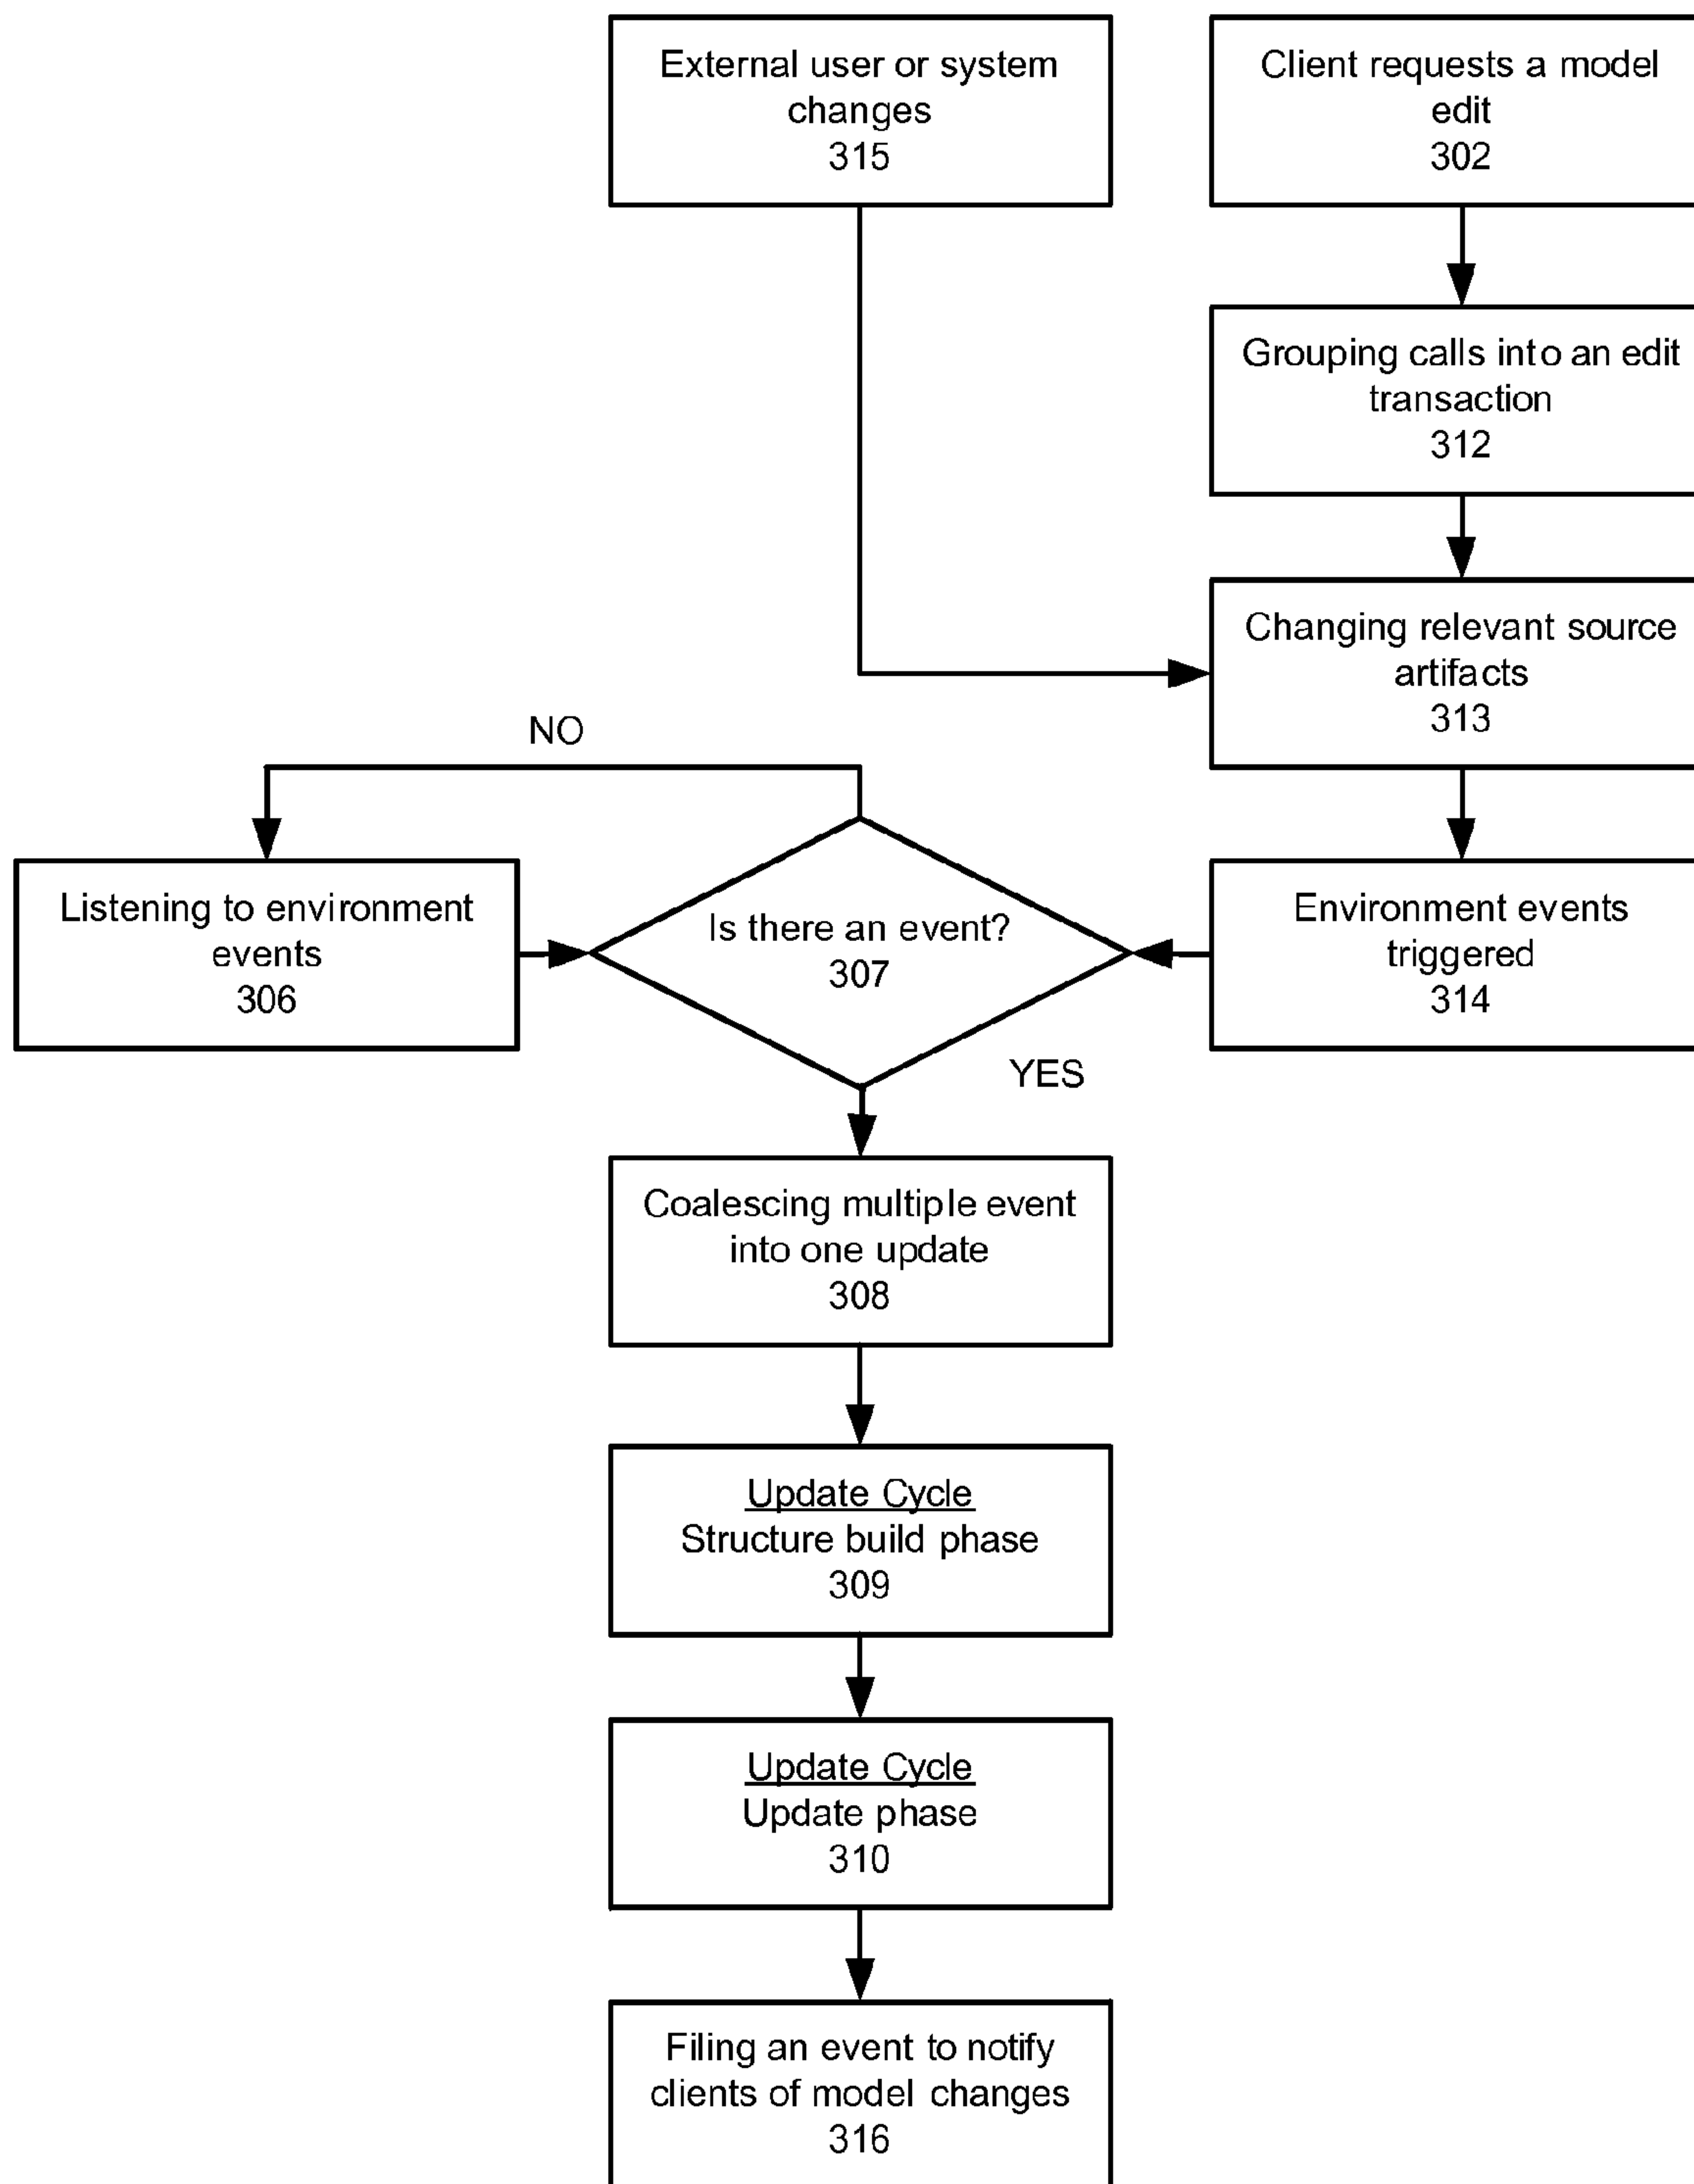 External user or system
changes
315
Client requests a model
edit
302
Grouping calls into an edit
transaction
312
Changing relevant source
artifacts
313
NO
Listening to environment
events
306
Is there an event?
307
Environment events
triggered
314
YES
Coalescing multiple event
into one update
308
Update Cycle
Structure build phase
309
Update Cycle
Update phase
310
Filing an event to notify
clients of model changes
316